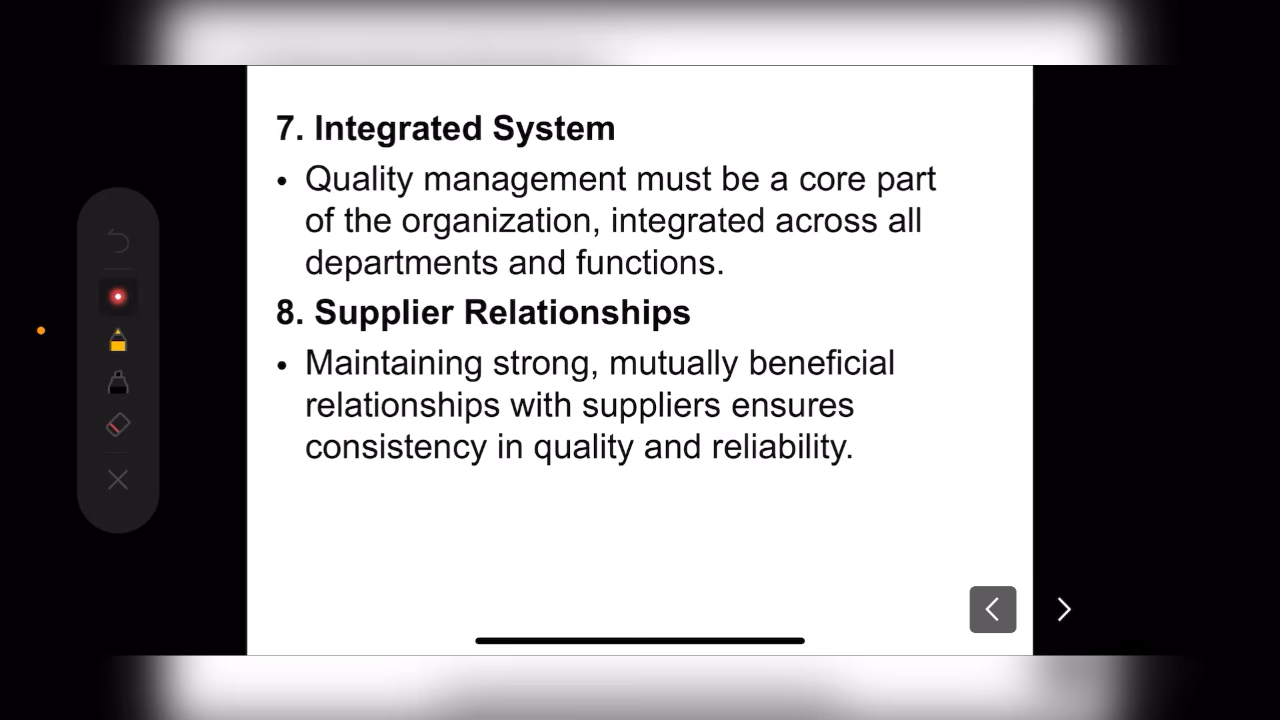 7. Integrated System
• Quality management must be a core part
of the organization, integrated across all
departments and functions.
8. Supplier Relationships
• Maintaining strong, mutually beneficial
relationships with suppliers ensures
consistency in quality and reliability.